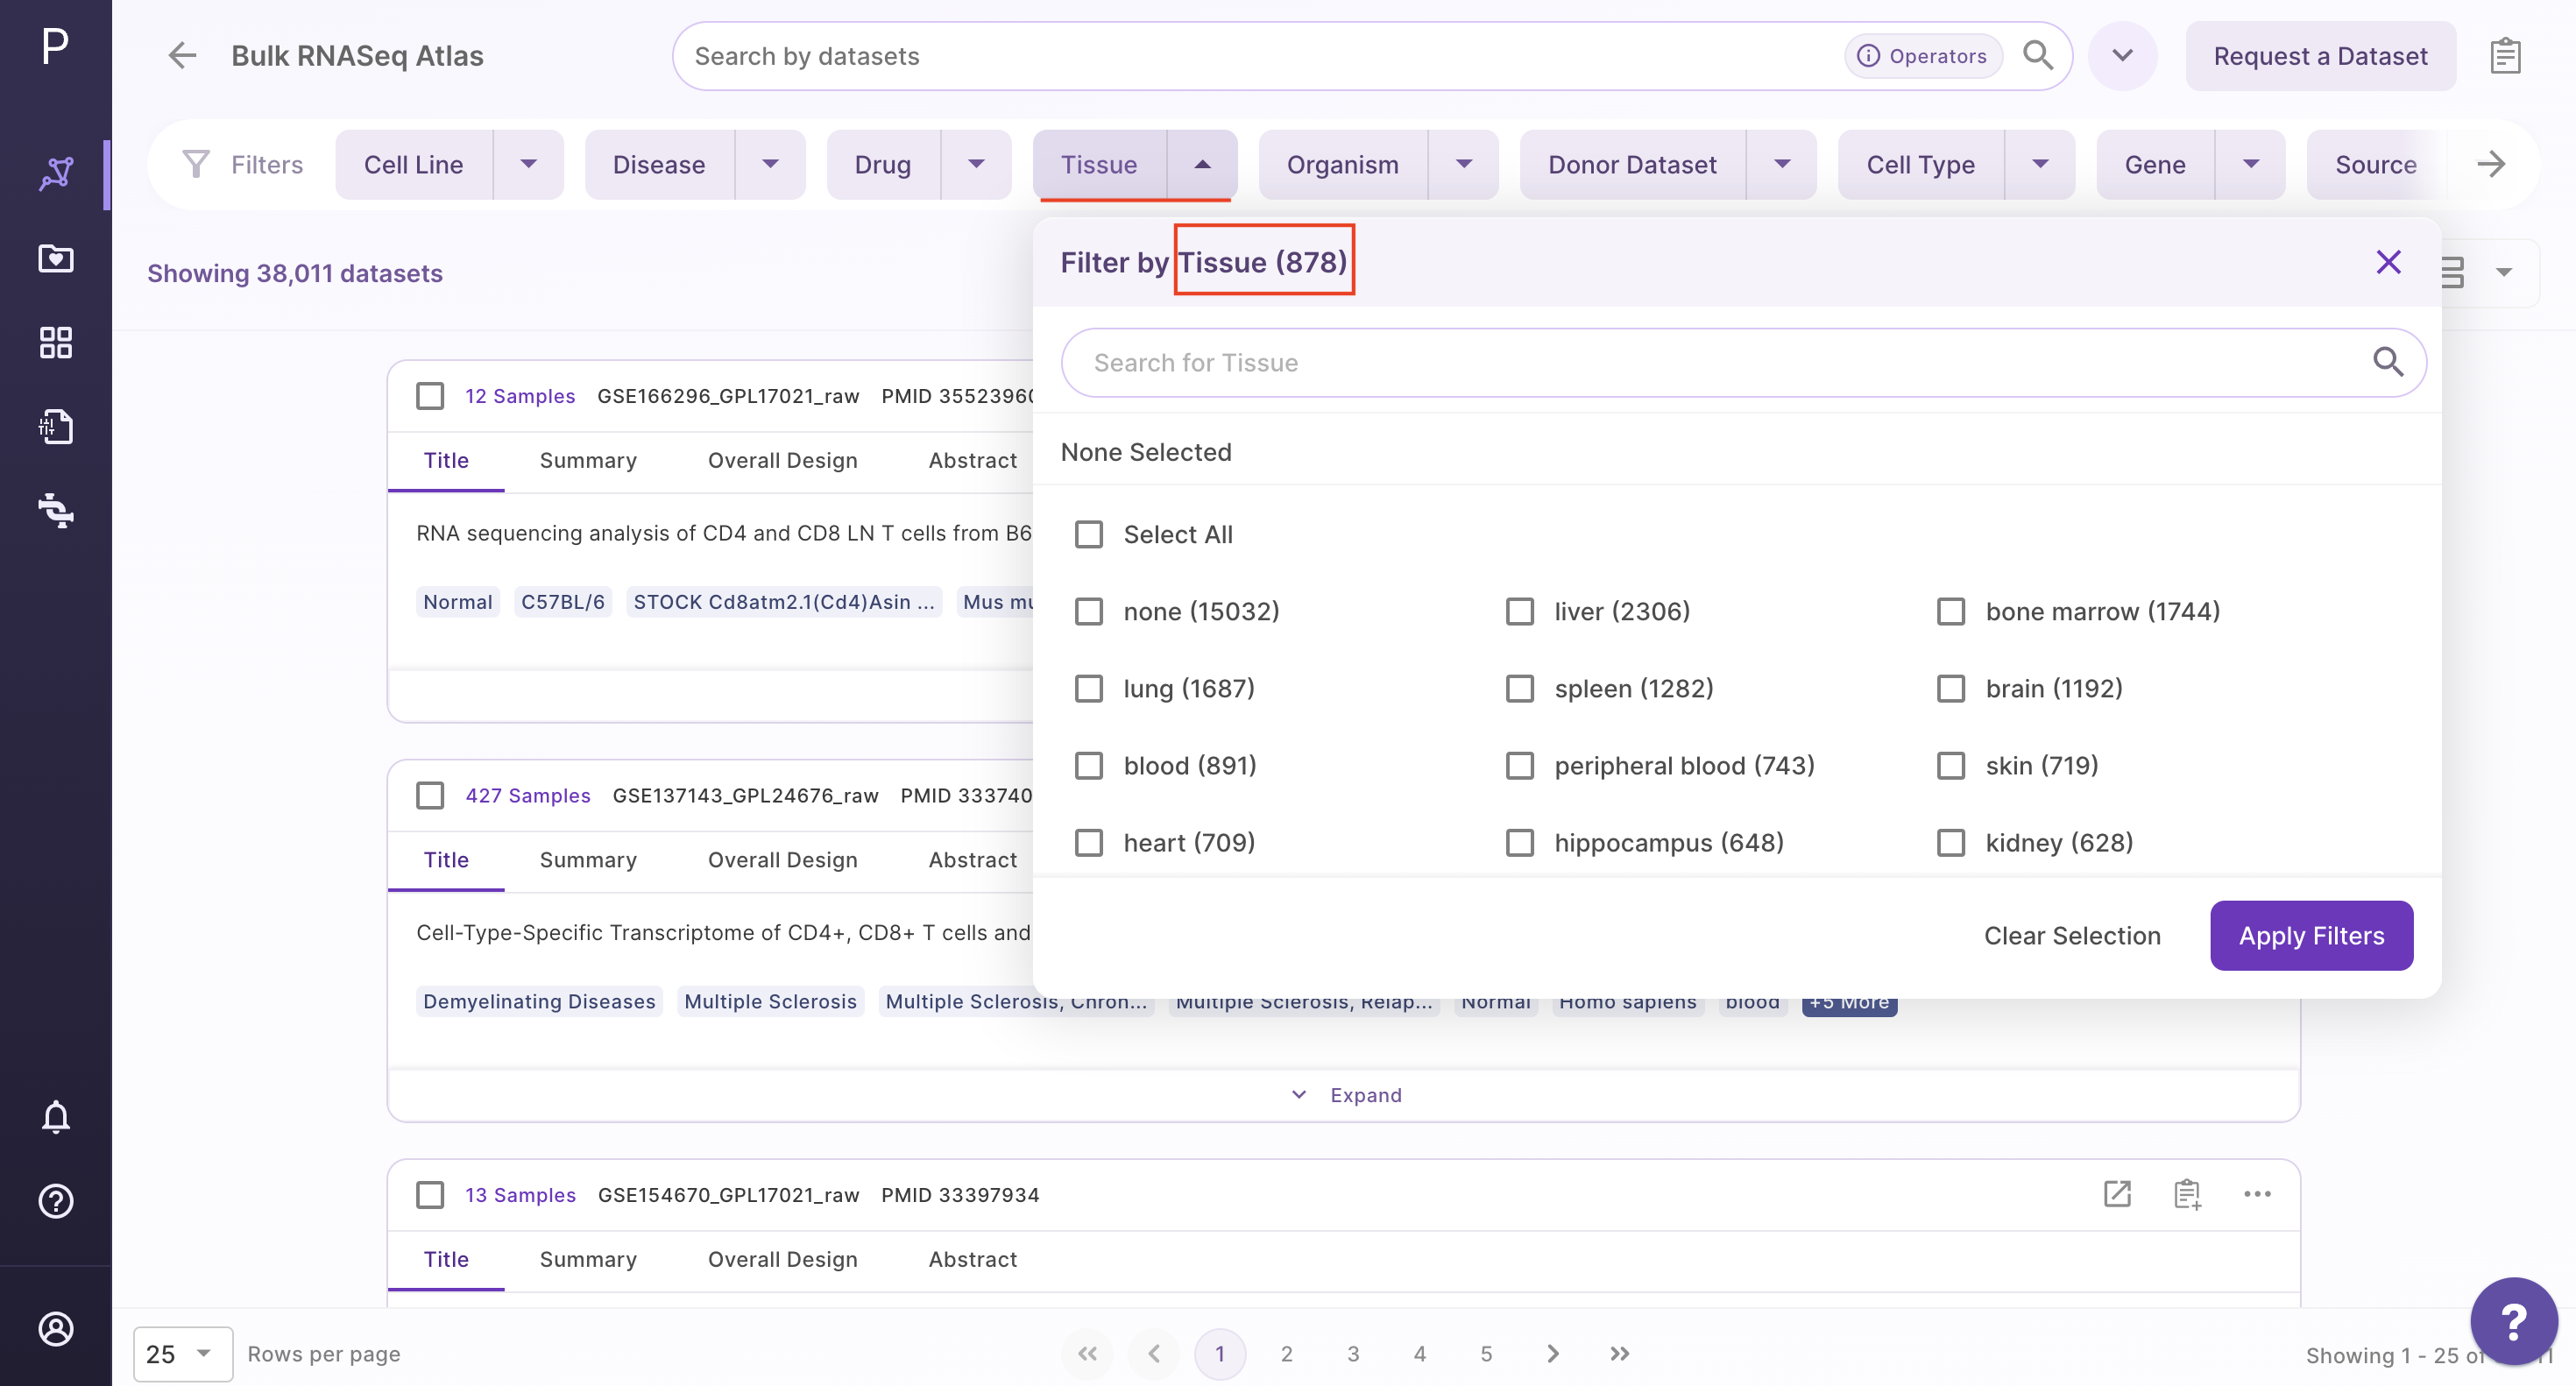 P
Bulk RNASeq Atlas
Search by datasets
Operators
Request a Dataset
Filters
Cell Line
Disease
Drug
Tissue
Organism
Donor Dataset
Cell Type
Gene
Source
Showing 38,011 datasets
Filter by Tissue (878)
Search for Tissue
None Selected
Select All
none (15032)
liver (2306)
bone marrow (1744)
lung (1687)
spleen (1282)
brain (1192)
blood (891)
peripheral blood (743)
skin (719)
heart (709)
hippocampus (648)
kidney (628)
Clear Selection
Apply Filters
12 Samples GSE166296_GPL17021_raw PMID 3552396
Title Summary Overall Design Abstract
RNA sequencing analysis of CD4 and CD8 LN T cells from B6
Normal C57BL/6 STOCK Cd8atm2.1(Cd4)Asin ... Mus mu
427 Samples GSE137143_GPL24676_raw PMID 333740
Title Summary Overall Design Abstract
Cell-Type-Specific Transcriptome of CD4+, CD8+ T cells and
Demyelinating Diseases Multiple Sclerosis Multiple Sclerosis, Chron... Multiple Sclerosis, Relap... Normal Homo sapiens blood +5 More
Expand
13 Samples GSE154670_GPL17021_raw PMID 33397934
Title Summary Overall Design Abstract
25 Rows per page
1 2 3 4 5
Showing 1 - 25 of
?